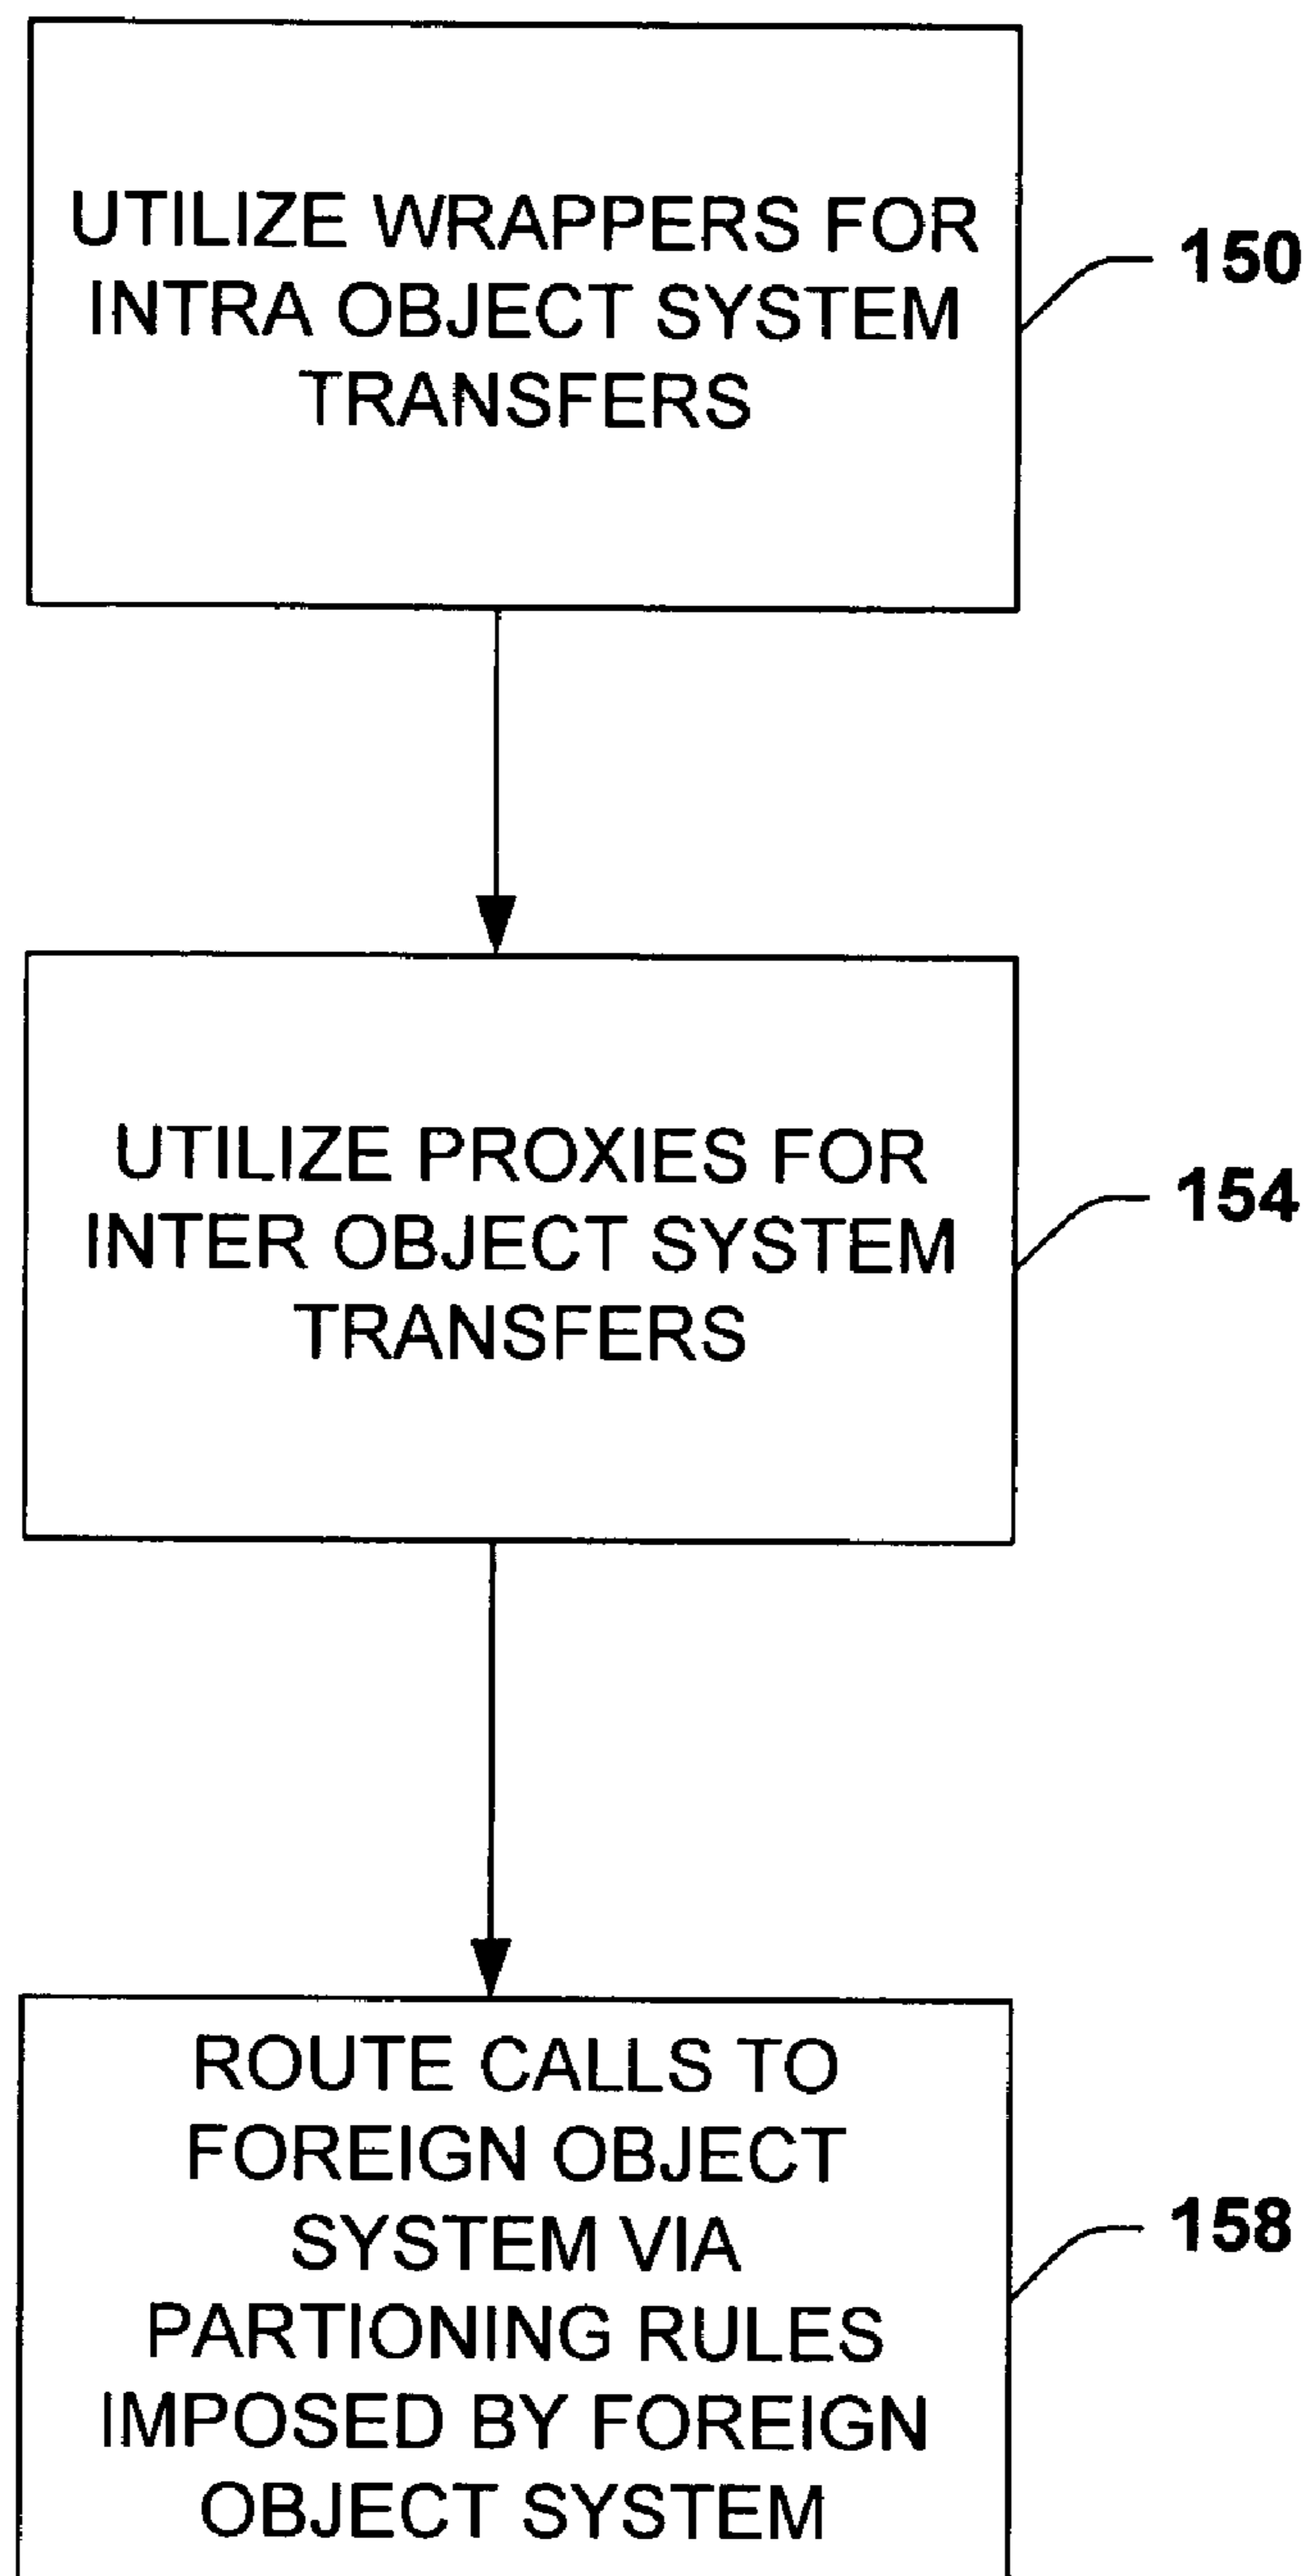 UTILIZE WRAPPERS FOR
INTRA OBJECT SYSTEM
TRANSFERS
150
UTILIZE PROXIES FOR
INTER OBJECT SYSTEM
TRANSFERS
154
ROUTE CALLS TO
FOREIGN OBJECT
SYSTEM VIA
PARTIONING RULES
IMPOSED BY FOREIGN
OBJECT SYSTEM
158